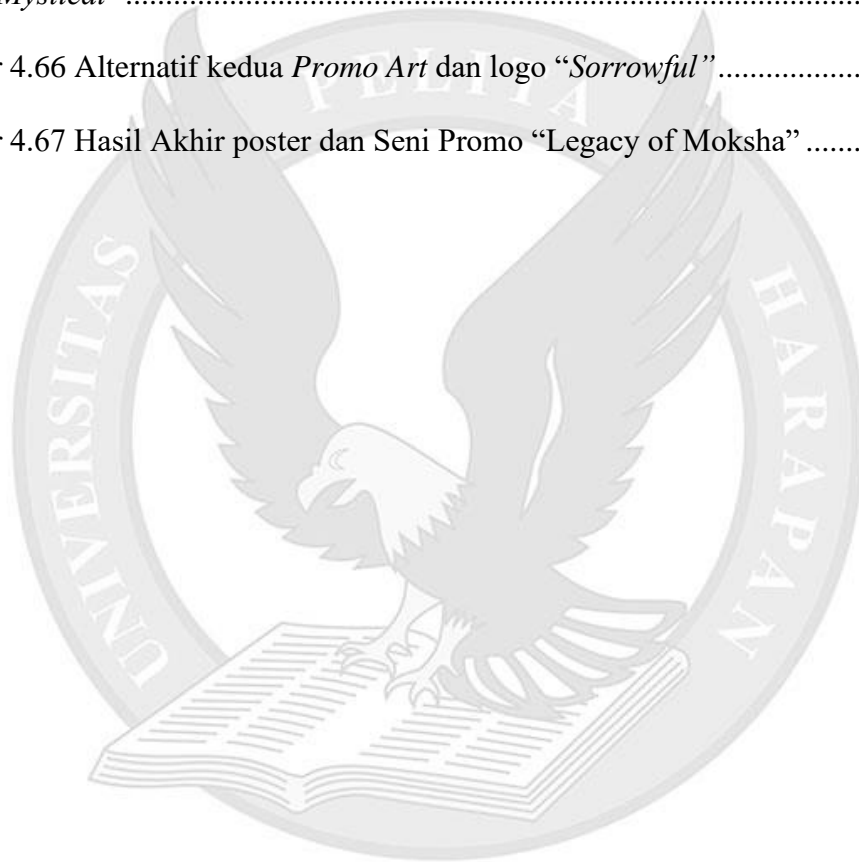 Mystical" ....................................................................................................
r 4.66 Alternatif kedua Promo Art dan logo “Sorrowful” ..................
r 4.67 Hasil Akhir poster dan Seni Promo “Legacy of Moksha” .......
UNIVERSITAS PELITA HARAPAN